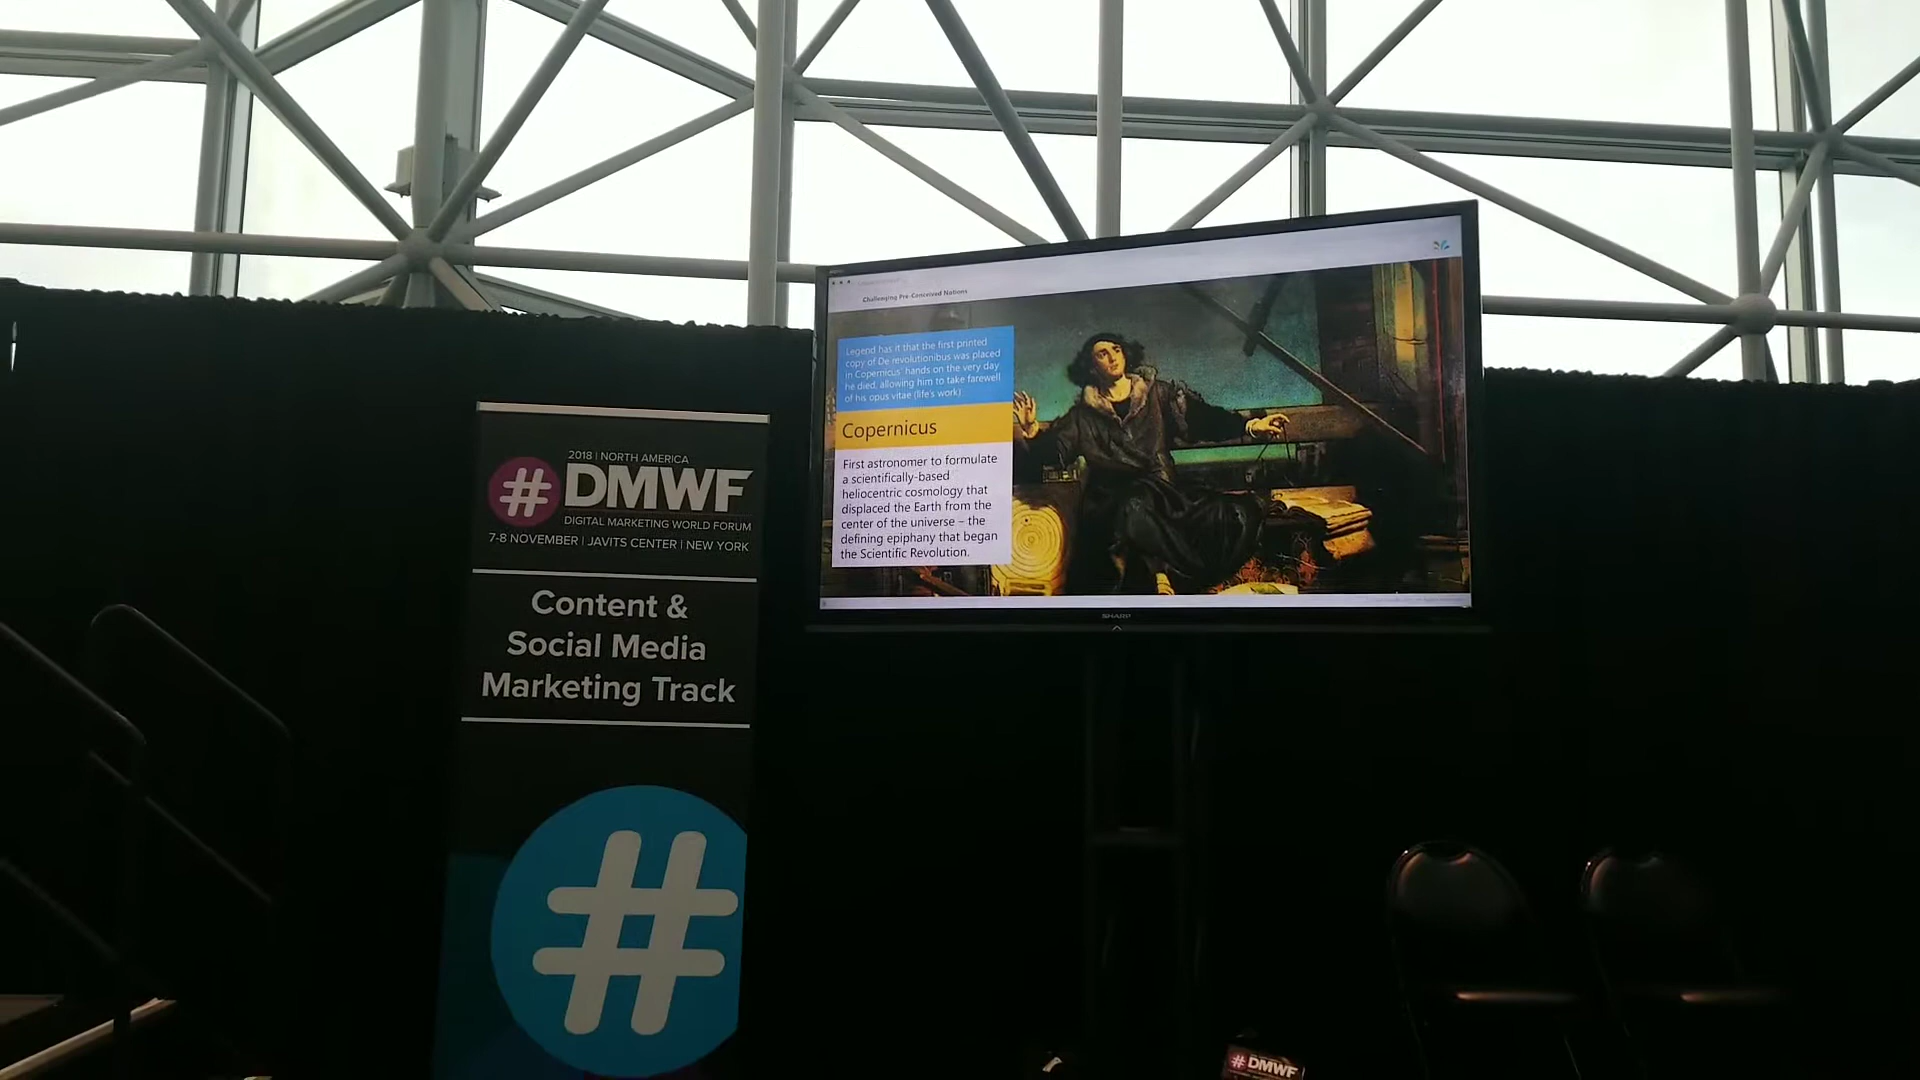 2018 | NORTH AMERICA
# DMWF
DIGITAL MARKETING WORLD FORUM
7-8 NOVEMBER | JAVITS CENTER | NEW YORK
Content &
Social Media
Marketing Track
#
Challenging Pre-Conceived Nations
Legend has it that the first printed
copy of De revolutionibus was placed
in Copernicus' hands on the very day
he died, allowing him to take farewell
of his opus vitae (life's work)
Copernicus
First astronomer to formulate
a scientifically-based
heliocentric cosmology that
displaced the Earth from the
center of the universe – the
defining epiphany that began
the Scientific Revolution.
SHARP
#DMWF